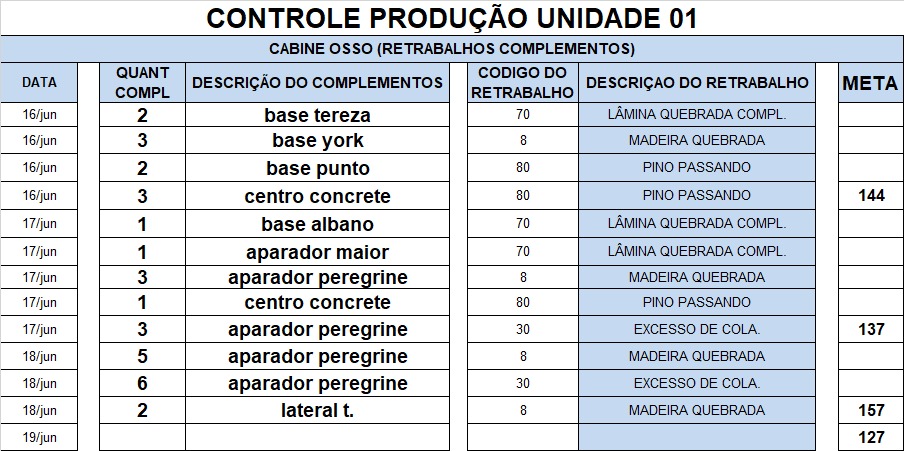 CONTROLE PRODUÇÃO UNIDADE 01
CABINE OSSO (RETRABALHOS COMPLEMENTOS)
DATA QUANT COMPL DESCRIÇÃO DO COMPLEMENTOS CODIGO DO RETRABALHO DESCRIÇAO DO RETRABALHO META
16/jun 2 base tereza 70 LÂMINA QUEBRADA COMPL.
16/jun 3 base york 8 MADEIRA QUEBRADA
16/jun 2 base punto 80 PINO PASSANDO
16/jun 3 centro concrete 80 PINO PASSANDO 144
17/jun 1 base albano 70 LÂMINA QUEBRADA COMPL.
17/jun 1 aparador maior 70 LÂMINA QUEBRADA COMPL.
17/jun 3 aparador peregrine 8 MADEIRA QUEBRADA
17/jun 1 centro concrete 80 PINO PASSANDO
17/jun 3 aparador peregrine 30 EXCESSO DE COLA. 137
18/jun 5 aparador peregrine 8 MADEIRA QUEBRADA
18/jun 6 aparador peregrine 30 EXCESSO DE COLA.
18/jun 2 lateral t. 8 MADEIRA QUEBRADA 157
19/jun 127